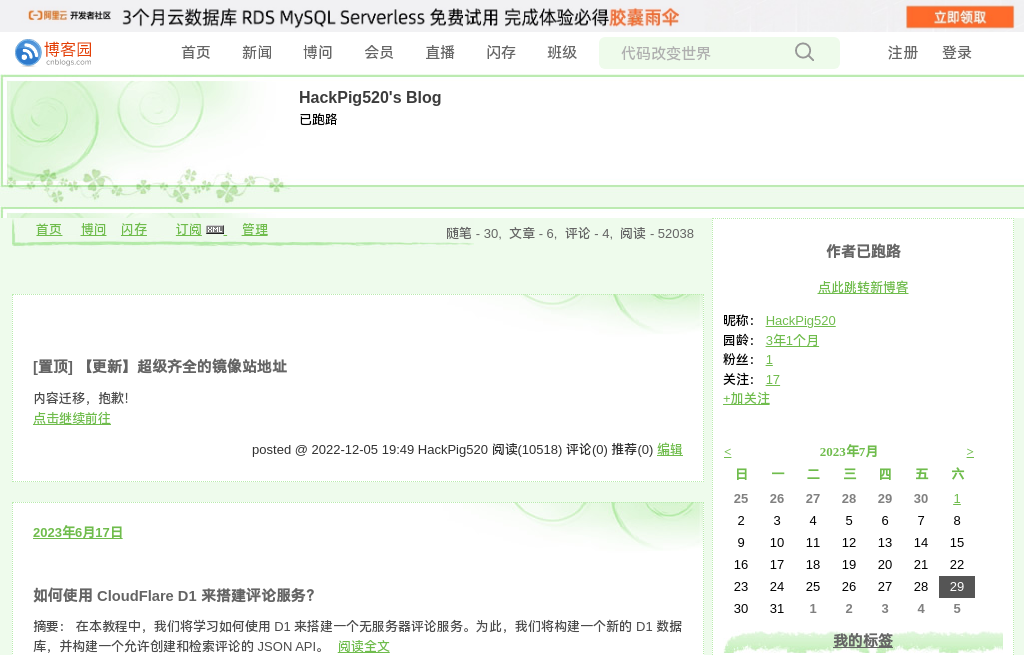 阿里云 开发者社区 3个月云数据库 RDS MySQL Serverless 免费试用 完成体验必得胶囊雨伞 立即领取
博客园 cnblogs.com 首页 新闻 博问 会员 直播 闪存 班级 代码改变世界 注册 登录
HackPig520's Blog
已跑路
首页 博问 闪存 订阅 XML 管理
随笔 - 30, 文章 - 6, 评论 - 4, 阅读 - 52038
[置顶] 【更新】超级齐全的镜像站地址
内容迁移，抱歉！
点击继续前往
posted @ 2022-12-05 19:49 HackPig520 阅读(10518) 评论(0) 推荐(0) 编辑
2023年6月17日
如何使用 CloudFlare D1 来搭建评论服务？
摘要： 在本教程中，我们将学习如何使用 D1 来搭建一个无服务器评论服务。为此，我们将构建一个新的 D1 数据
库，并构建一个允许创建和检索评论的 JSON API。 阅读全文
作者已跑路
点此跳转新博客
昵称： HackPig520
园龄： 3年1个月
粉丝： 1
关注： 17
+加关注
< 2023年7月 >
日 一 二 三 四 五 六
25 26 27 28 29 30 1
2 3 4 5 6 7 8
9 10 11 12 13 14 15
16 17 18 19 20 21 22
23 24 25 26 27 28 29
30 31 1 2 3 4 5
我的标签